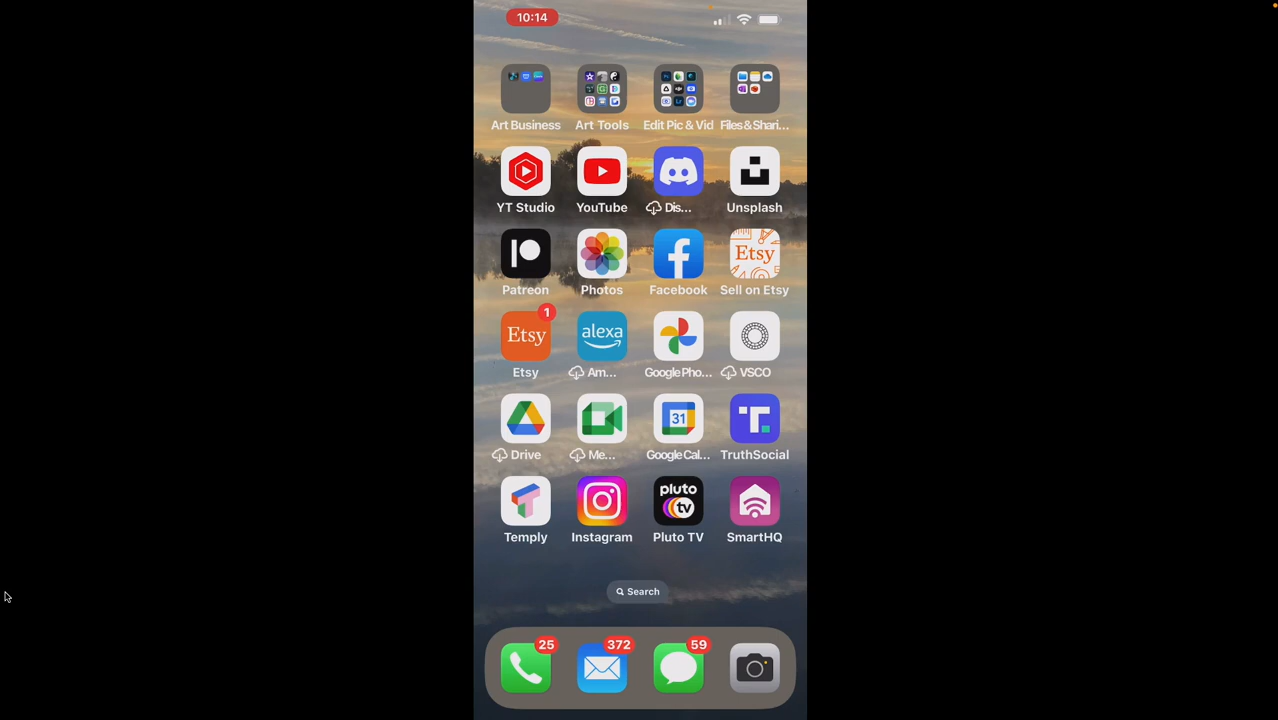 10:14
Art Business Art Tools Edit Pic & Vid Files & Shari...
YT Studio YouTube Dis... Unsplash
Etsy
Patreon Photos Facebook Sell on Etsy
1
Etsy alexa
Etsy Am... Google Pho... VSCO
31
Drive Me... Google Cal... TruthSocial
pluto
tv
Temply Instagram Pluto TV SmartHQ
Search
25 372 59